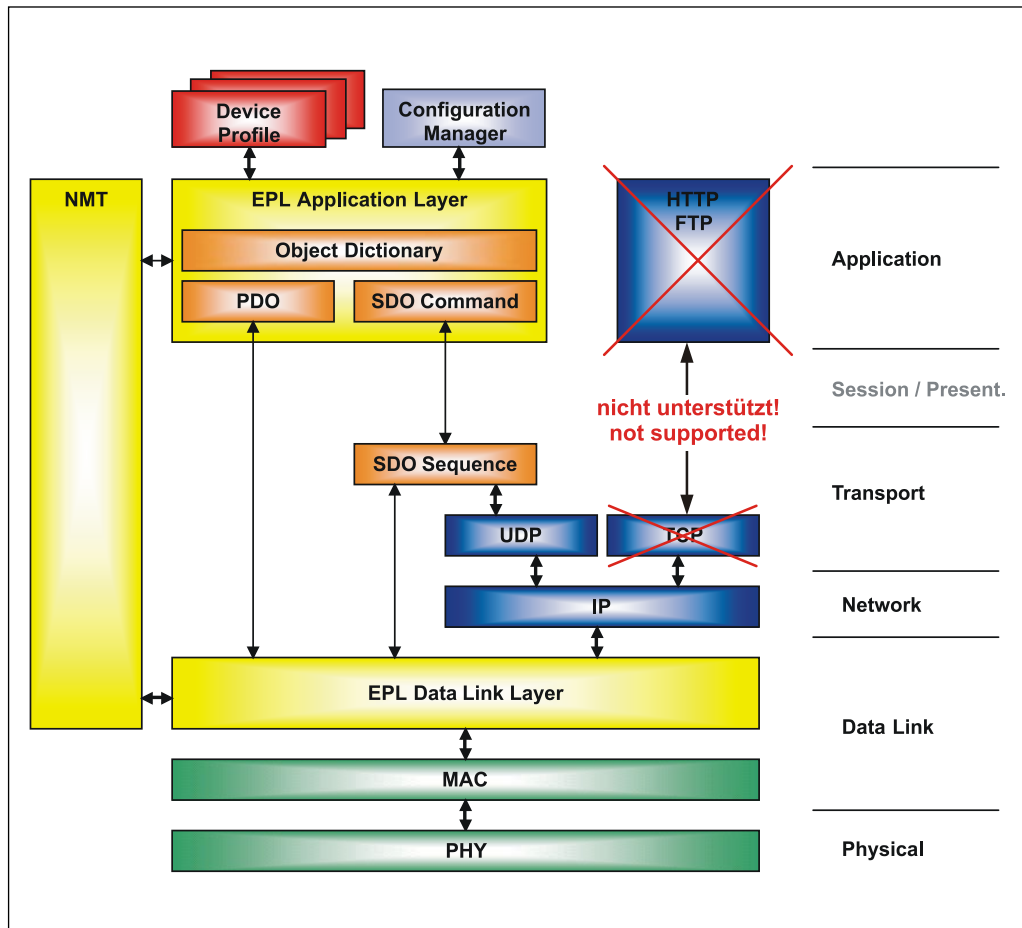 Device
Profile
Configuration
Manager
NMT
EPL Application Layer
HTTP
FTP
Object Dictionary
Application
PDO
SDO Command
Session / Present.
nicht unterstützt!
not supported!
SDO Sequence
Transport
UDP
TCP
IP
Network
EPL Data Link Layer
Data Link
MAC
PHY
Physical